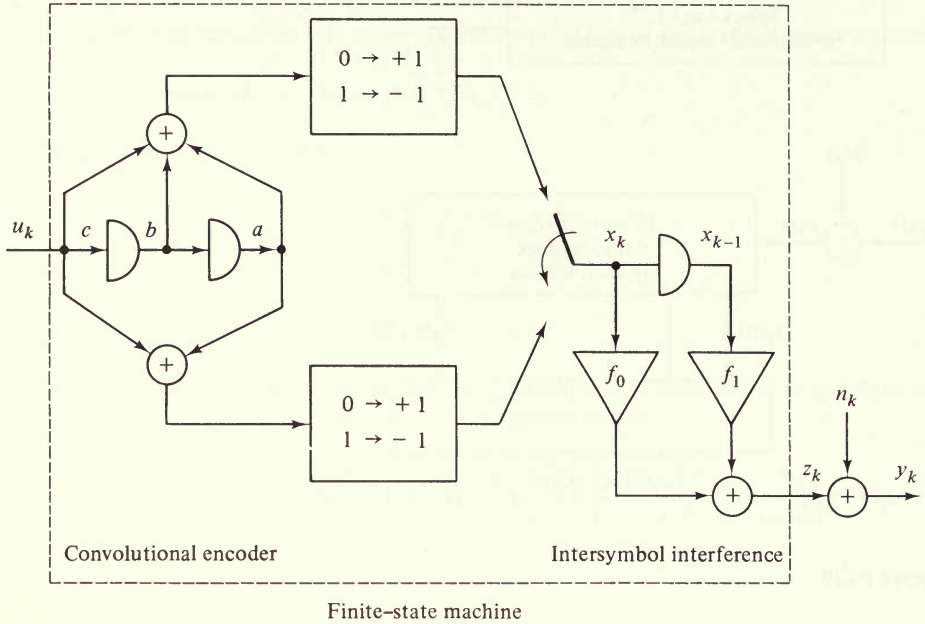 0 → +1
1 → − 1
+
u_k
c
b
a
x_k
x_{k−1}
+
f_0
f_1
0 → +1
1 → − 1
n_k
z_k
y_k
+
+
Convolutional encoder
Intersymbol interference
Finite–state machine